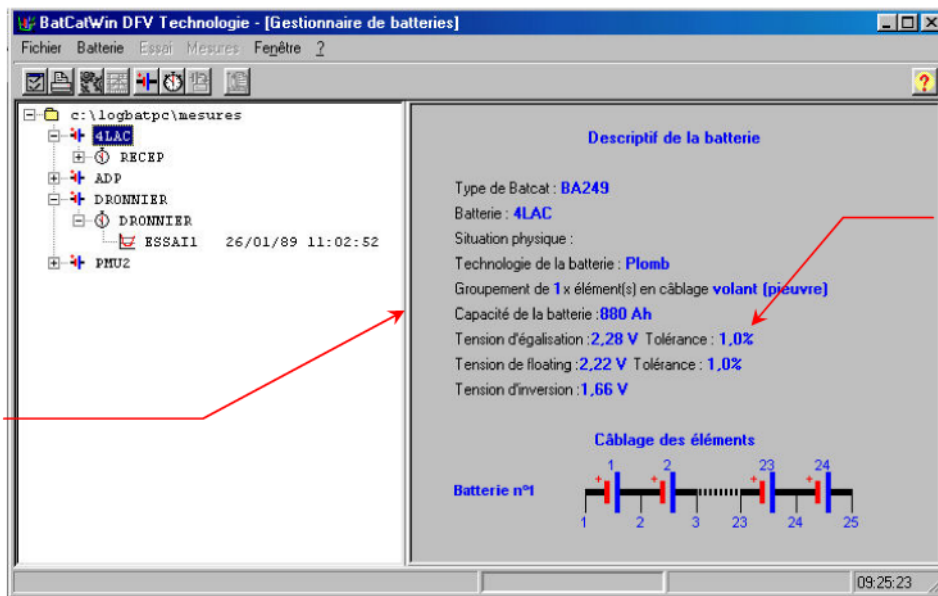 BatCatWin DFV Technologie - [Gestionnaire de batteries]
Fichier Batterie Essai Mesures Fenêtre ?
c:\logbatpc\mesures
4LAC
RECEP
ADP
DRONNIER
DRONNIER
ESSAI1 26/01/89 11:02:52
PMU2
Descriptif de la batterie
Type de Batcat : BA249
Batterie : 4LAC
Situation physique :
Technologie de la batterie : Plomb
Groupement de 1 x élément(s) en câblage volant (pieuvre)
Capacité de la batterie :880 Ah
Tension d'égalisation :2,28 V Tolérance : 1,0%
Tension de floating :2,22 V Tolérance : 1,0%
Tension d'inversion :1,66 V
Câblage des éléments
1 2 23 24
+ + + +
Batterie n°1
1 2 3 23 24 25
09:25:23